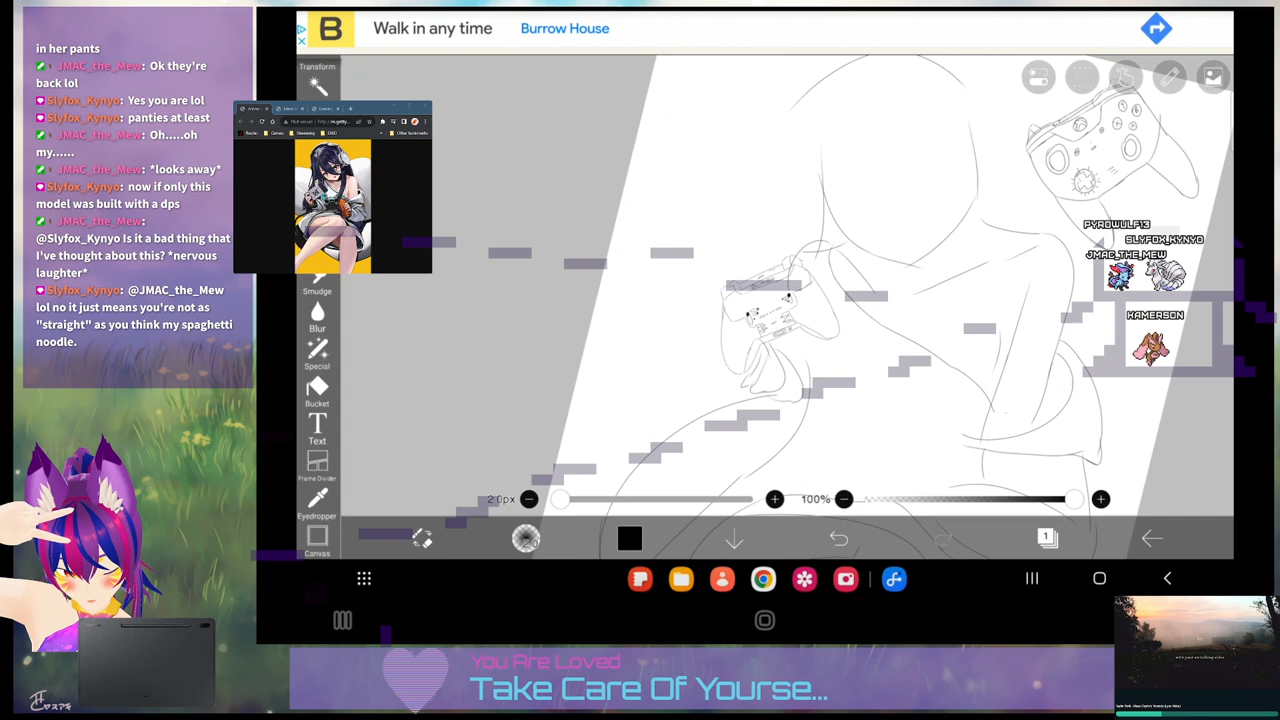 in her pants
JMAC_the_Mew: Ok they're
back lol
Slyfox_Kynyo: Yes you are lol
Slyfox_Kynyo: now if only this
panties at least
JMAC_the_Mew: Oh.....oh
my......
JMAC_the_Mew: *looks away*
model was built with a dps
JMAC_the_Mew:
@Slyfox_Kynyo Is it a bad thing that
I've thought about this? *nervous
laughter*
Slyfox_Kynyo: @JMAC_the_Mew
lol no it just means you're not as
"straight" as you think my spaghetti
noodle.
B
Walk in any time
Burrow House
Transform
Other bookmarks
Smudge
Blur
Special
Bucket
T
Text
Frame Divider
Eyedropper
Canvas
PYROWULF13
SLYFOX_KYNYO
JMAC_THE_MEW
KAMERSON
2.0px
100%
2.0
1
You Are Loved
Take Care Of Yourse...